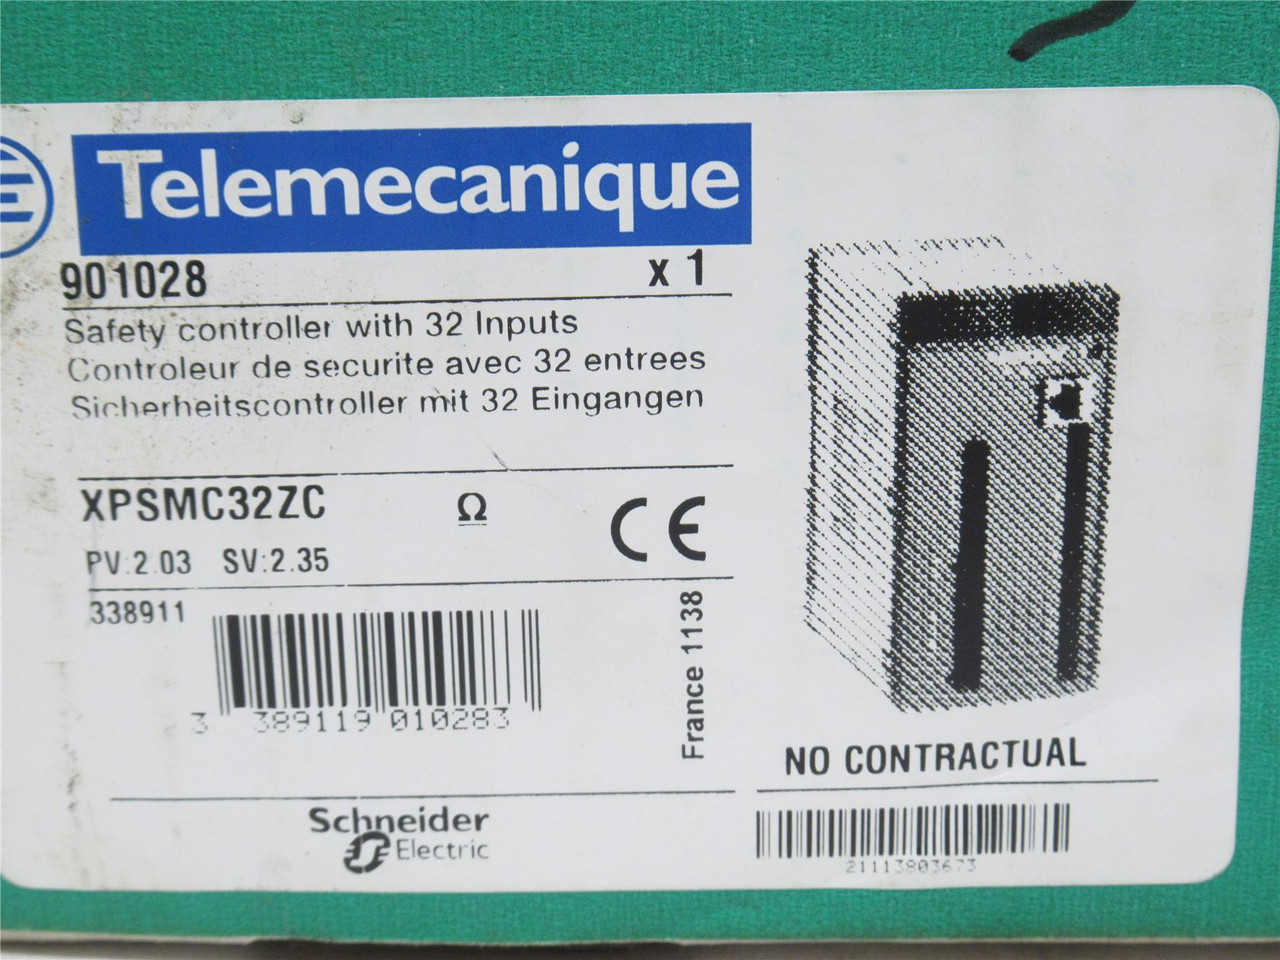 Telemecanique
901028 x 1
Safety controller with 32 Inputs
Controleur de securite avec 32 entrees
Sicherheitscontroller mit 32 Eingangen
XPSMC32ZC Ω CE
PV:2.03 SV:2.35
338911
France 1138
3 389119 010283
Schneider
Electric
NO CONTRACTUAL
21113803673